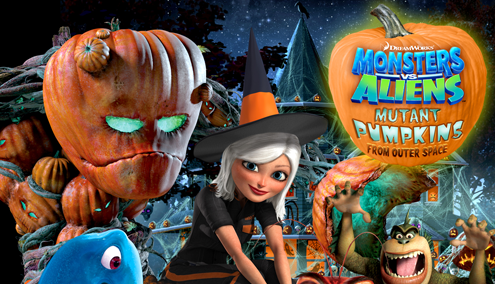 DREAMWORKS
MONSTERS
VS
ALIENS
MUTANT
PUMPKINS
FROM OUTER SPACE